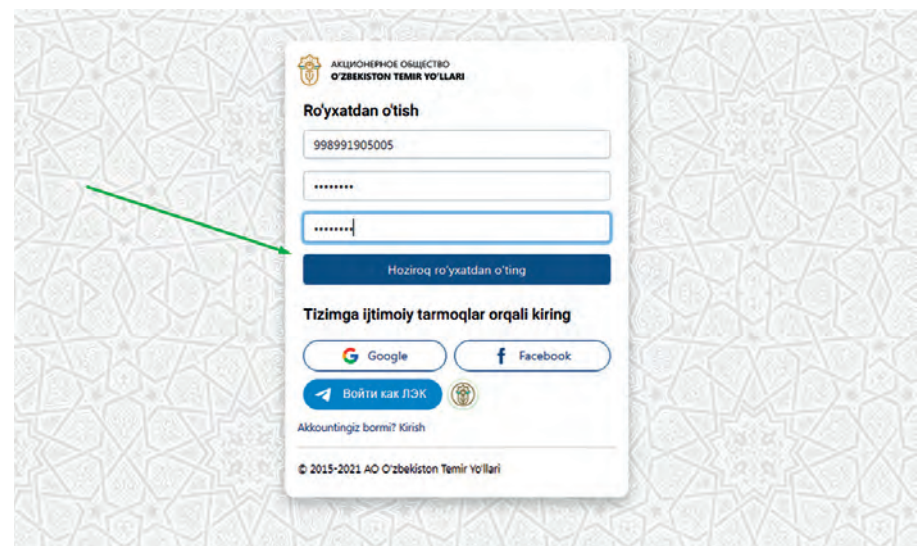 АКЦИОНЕРНОЕ ОБЩЕСТВО
O'ZBEKISTON TEMIR YO'LLARI
Ro'yxatdan o'tish
998991905005
••••••••
••••••••
Hoziroq ro'yxatdan o'ting
Tizimga ijtimoiy tarmoqlar orqali kiring
Google
Facebook
Войти как ЛЭК
Akkountingiz bormi? Kirish
© 2015-2021 АО O'zbekiston Temir Yo'llari